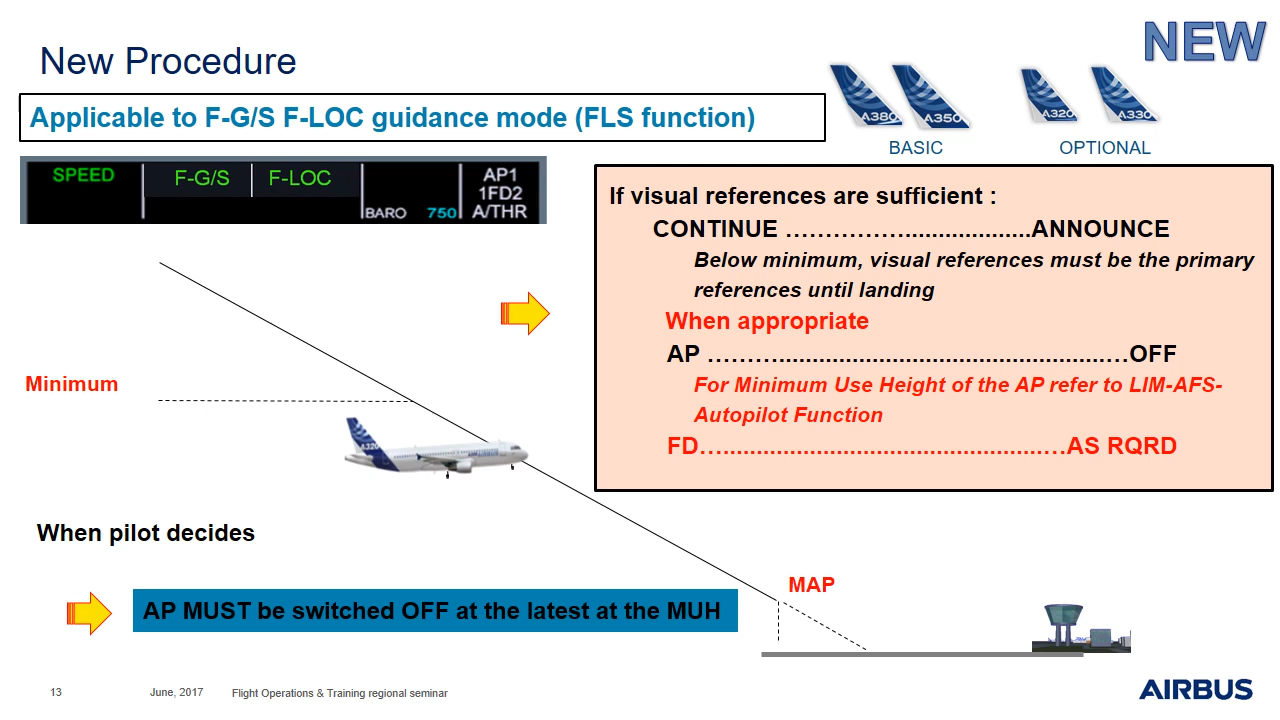 NEW
New Procedure
Applicable to F-G/S F-LOC guidance mode (FLS function)
A380
A350
A320
A330
BASIC
OPTIONAL
SPEED
F-G/S
F-LOC
AP1
1FD2
BARO 750
A/THR
If visual references are sufficient :
CONTINUE ……………...................ANNOUNCE
Below minimum, visual references must be the primary
references until landing
When appropriate
AP ………..................................................…OFF
For Minimum Use Height of the AP refer to LIM-AFS-
Autopilot Function
FD…................................................…AS RQRD
Minimum
A320
When pilot decides
AP MUST be switched OFF at the latest at the MUH
MAP
13
June, 2017
Flight Operations & Training regional seminar
AIRBUS